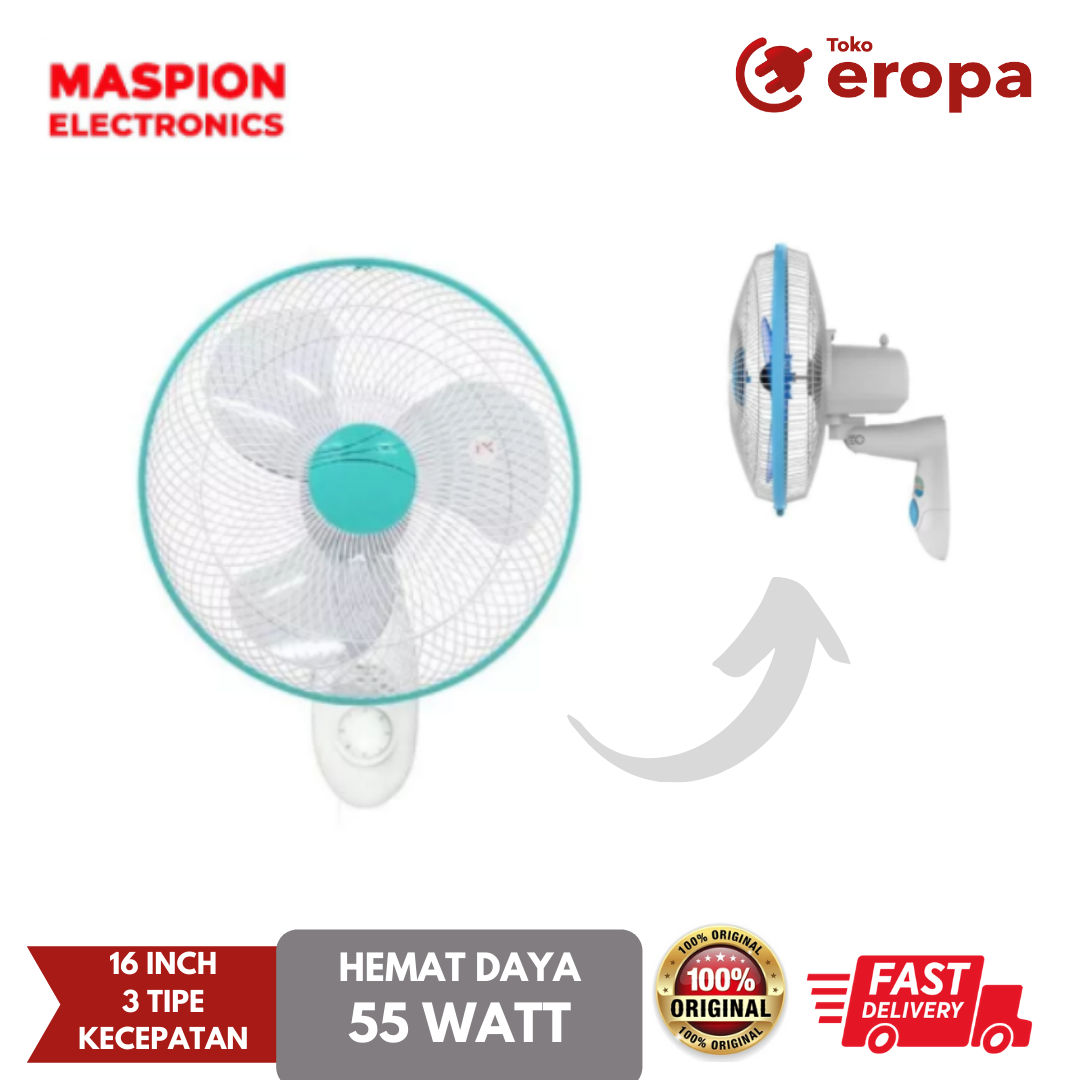 MASPION
ELECTRONICS
Toko
eropa
16 INCH
3 TIPE
KECEPATAN
HEMAT DAYA
55 WATT
100% ORIGINAL
100%
ORIGINAL
100% ORIGINAL
FAST
DELIVERY